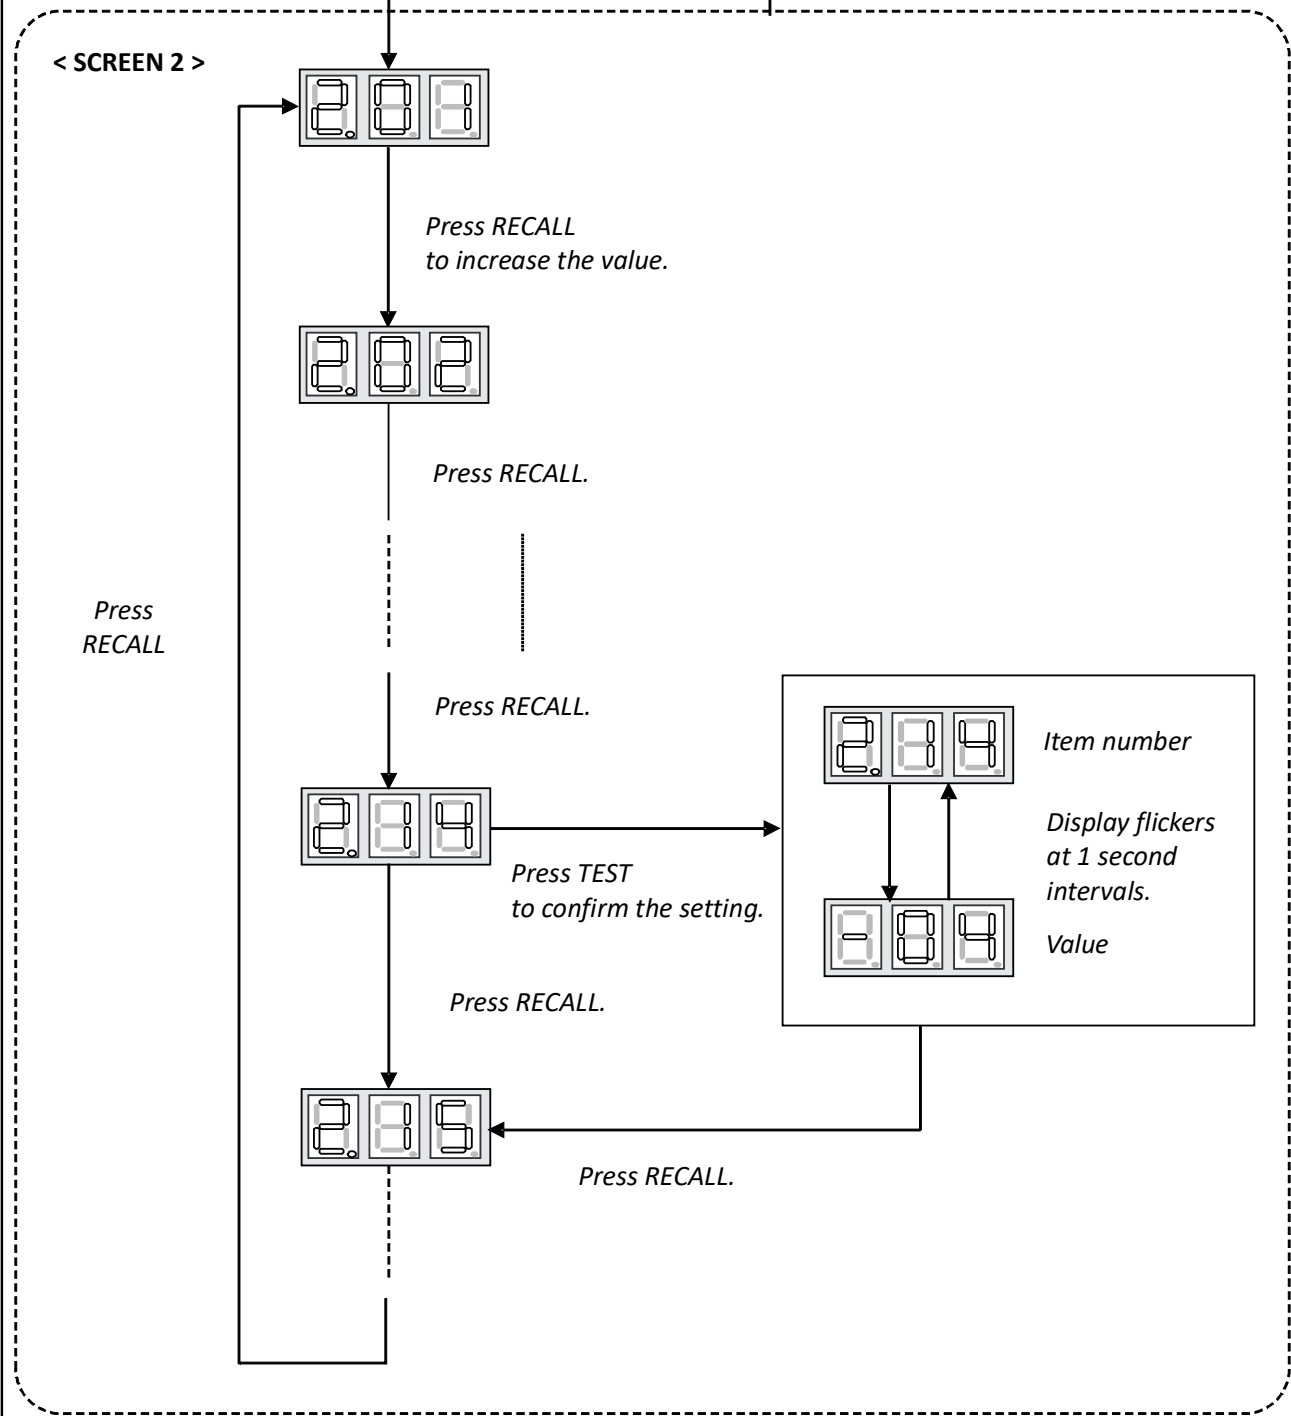 < SCREEN 2 >
2.01
Press RECALL
to increase the value.
2.02
Press RECALL.
Press
RECALL
Press RECALL.
2.14
Item number
2.14
Press TEST
to confirm the setting.
Display flickers
at 1 second
intervals.
-04
Value
Press RECALL.
2.15
Press RECALL.